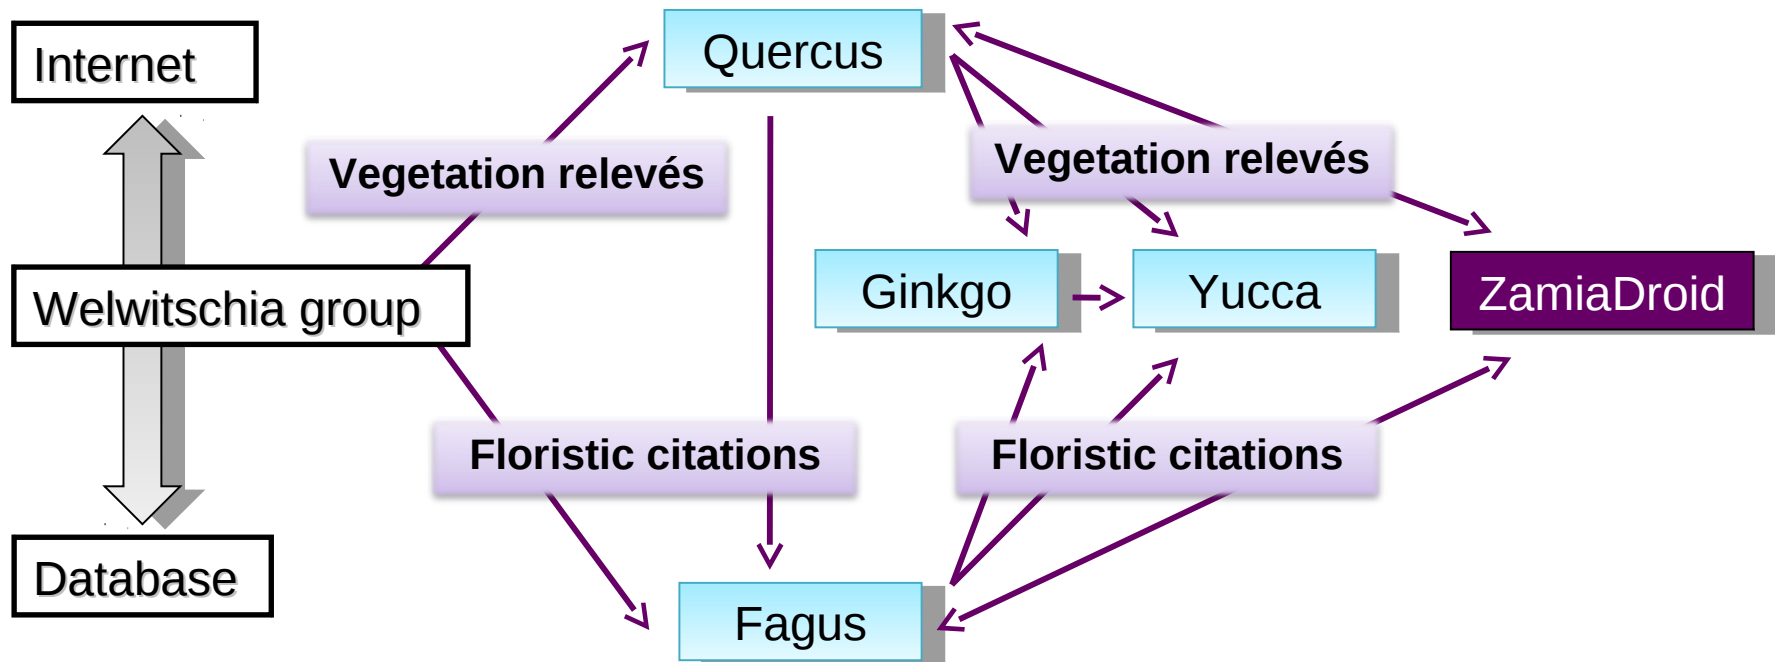 Internet
Quercus
Vegetation relevés
Vegetation relevés
Welwitschia group
Ginkgo
Yucca
ZamiaDroid
Floristic citations
Floristic citations
Database
Fagus